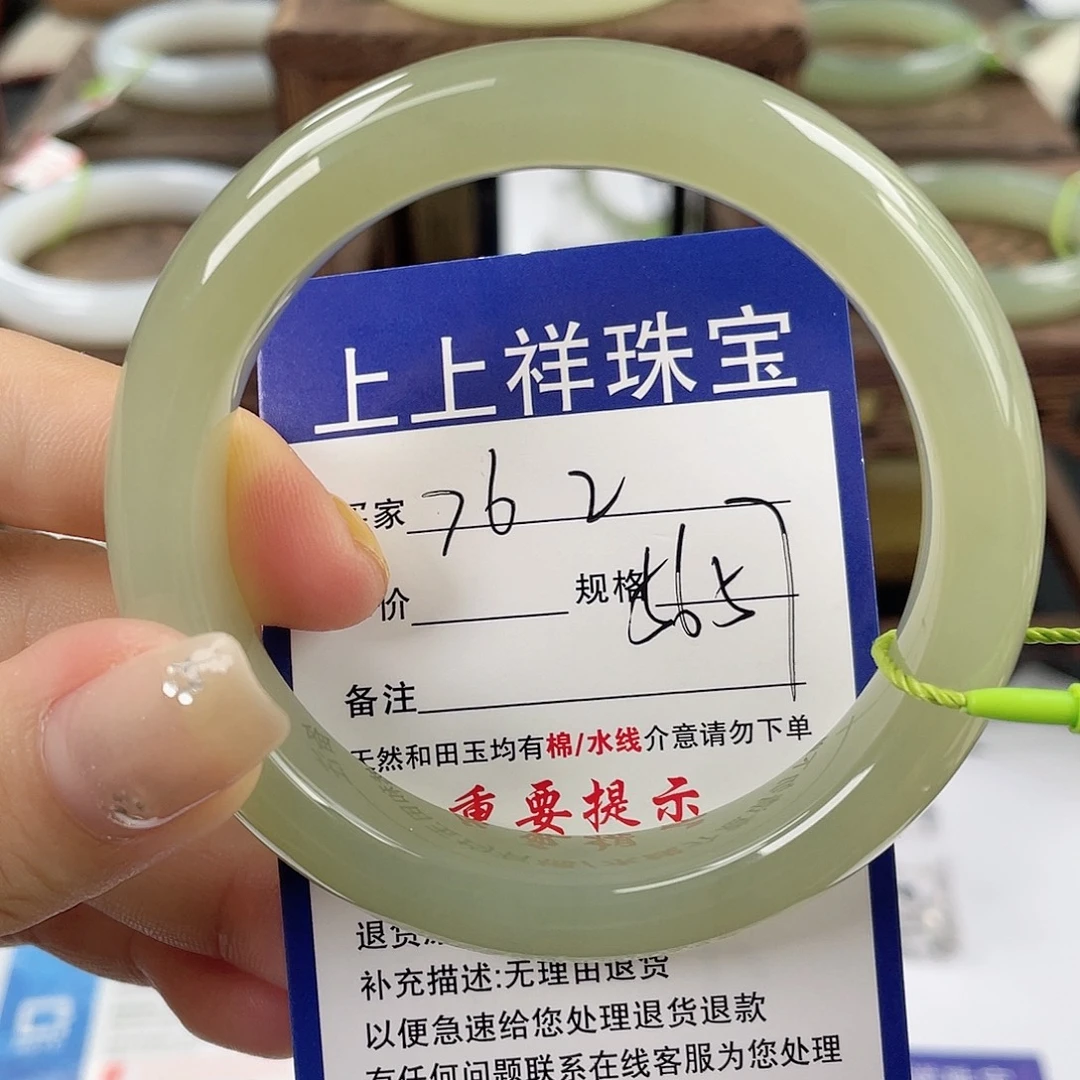 上上祥珠宝
买家 762
价 规格 565
备注
天然和田玉均有棉/水线介意请勿下单
重要提示
退货
补充描述:无理由退货
以便急速给您处理退货退款
有任何问题联系在线客服为您处理